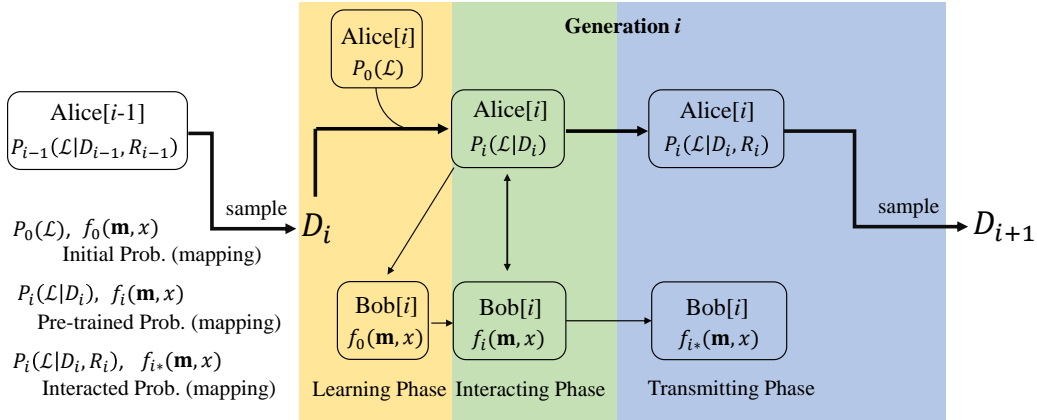 Generation i
Alice[i]
P₀(ℒ)
Alice[i-1]
Pᵢ₋₁(ℒ|Dᵢ₋₁, Rᵢ₋₁)
Alice[i]
Pᵢ(ℒ|Dᵢ)
Alice[i]
Pᵢ(ℒ|Dᵢ, Rᵢ)
sample
Dᵢ
sample
Dᵢ₊₁
P₀(ℒ), f₀(m, x)
Initial Prob. (mapping)
Pᵢ(ℒ|Dᵢ), fᵢ(m, x)
Pre-trained Prob. (mapping)
Pᵢ(ℒ|Dᵢ, Rᵢ), fᵢ*(m, x)
Interacted Prob. (mapping)
Bob[i]
f₀(m, x)
Bob[i]
fᵢ(m, x)
Bob[i]
fᵢ*(m, x)
Learning Phase
Interacting Phase
Transmitting Phase